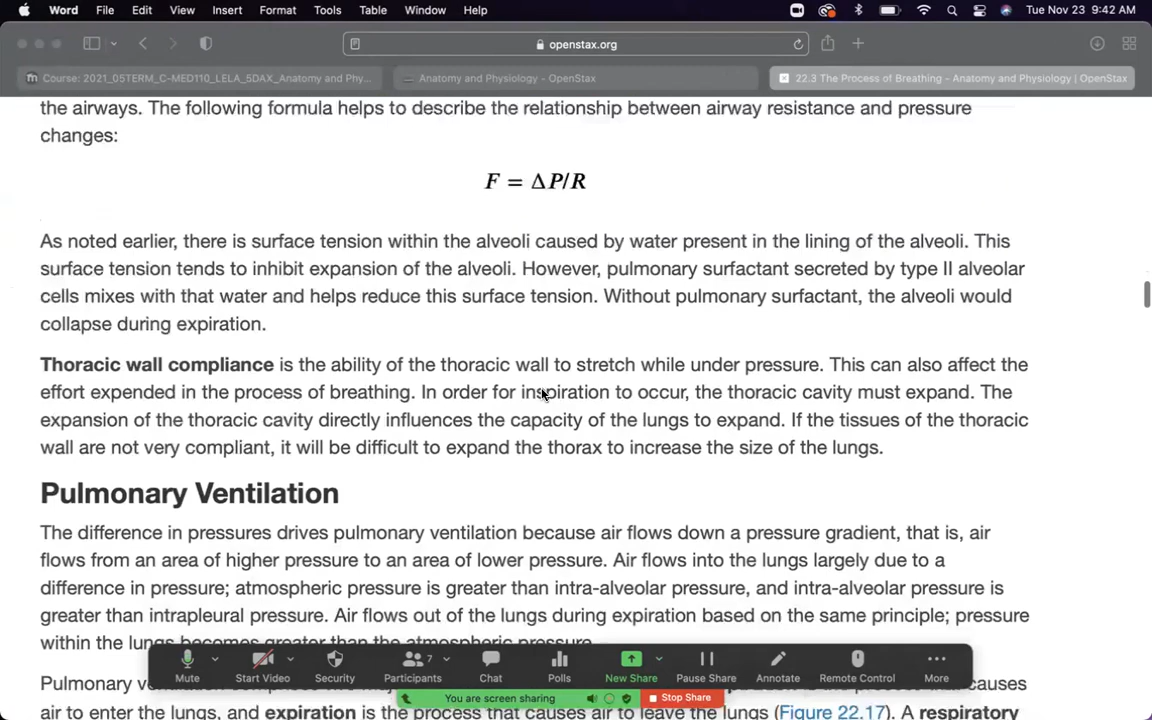 Word File Edit View Insert Format Tools Table Window Help Tue Nov 23 9:42 AM
openstax.org
Course: 2021_05TERM_C-MED110_LELA_5DAX_Anatomy and Phy... Anatomy and Physiology - OpenStax 22.3 The Process of Breathing - Anatomy and Physiology | OpenStax
the airways. The following formula helps to describe the relationship between airway resistance and pressure
changes:
F = ΔP/R
As noted earlier, there is surface tension within the alveoli caused by water present in the lining of the alveoli. This
surface tension tends to inhibit expansion of the alveoli. However, pulmonary surfactant secreted by type II alveolar
cells mixes with that water and helps reduce this surface tension. Without pulmonary surfactant, the alveoli would
collapse during expiration.
Thoracic wall compliance is the ability of the thoracic wall to stretch while under pressure. This can also affect the
effort expended in the process of breathing. In order for inspiration to occur, the thoracic cavity must expand. The
expansion of the thoracic cavity directly influences the capacity of the lungs to expand. If the tissues of the thoracic
wall are not very compliant, it will be difficult to expand the thorax to increase the size of the lungs.
Pulmonary Ventilation
The difference in pressures drives pulmonary ventilation because air flows down a pressure gradient, that is, air
flows from an area of higher pressure to an area of lower pressure. Air flows into the lungs largely due to a
difference in pressure; atmospheric pressure is greater than intra-alveolar pressure, and intra-alveolar pressure is
greater than intrapleural pressure. Air flows out of the lungs during expiration based on the same principle; pressure
within the lungs becomes greater than the atmospheric pressure.
Pulmonary causes
air to enter the lungs, and expiration is the process that causes air to leave the lungs (Figure 22.17). A respiratory
7
Mute Start Video Security Participants Chat Polls New Share Pause Share Annotate Remote Control More
You are screen sharing Stop Share